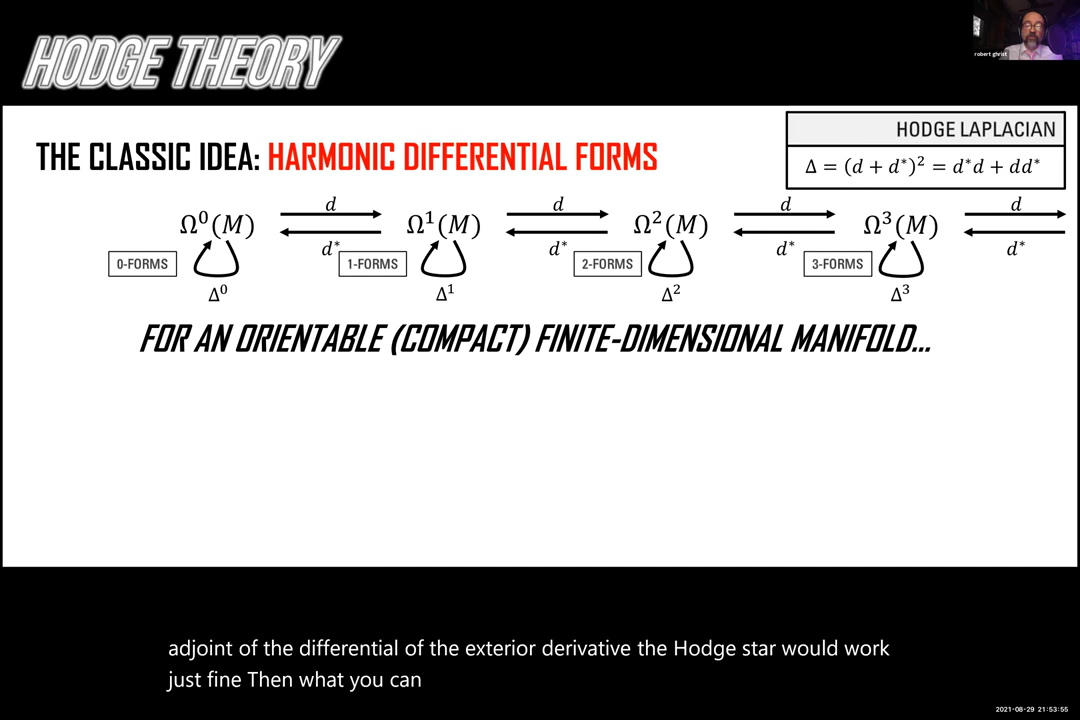 HODGE THEORY
robert ghrist
THE CLASSIC IDEA: HARMONIC DIFFERENTIAL FORMS
HODGE LAPLACIAN
Δ = (d + d*)² = d*d + dd*
d d d d
Ω⁰(M) Ω¹(M) Ω²(M) Ω³(M)
d* d* d* d*
0-FORMS 1-FORMS 2-FORMS 3-FORMS
Δ⁰ Δ¹ Δ² Δ³
FOR AN ORIENTABLE (COMPACT) FINITE-DIMENSIONAL MANIFOLD...
adjoint of the differential of the exterior derivative the Hodge star would work
just fine Then what you can
2021-08-29 21:53:55